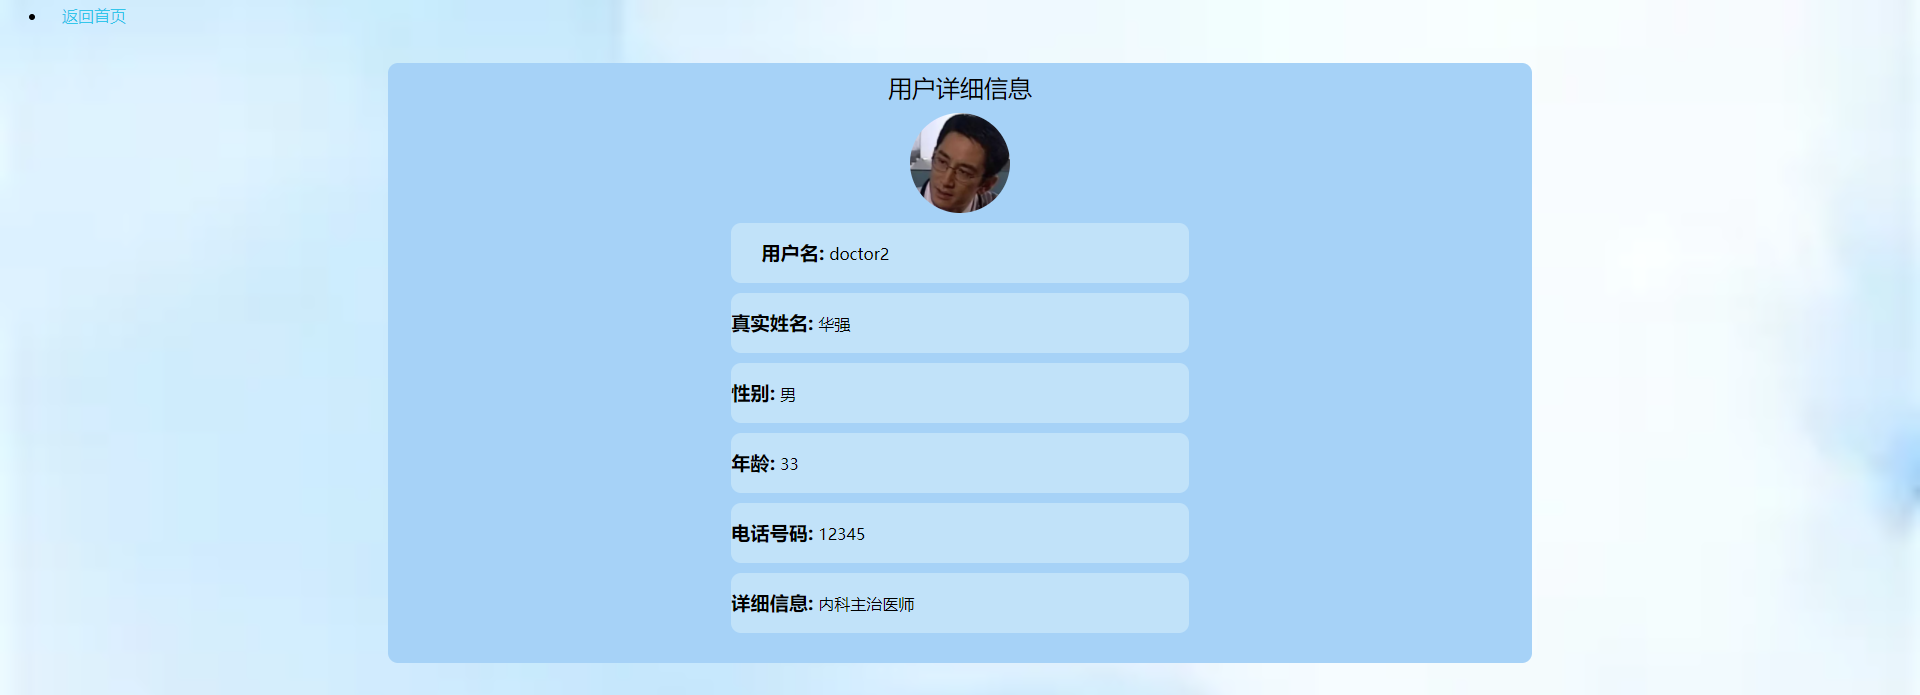 返回首页
用户详细信息
用户名: doctor2
真实姓名: 华强
性别: 男
年龄: 33
电话号码: 12345
详细信息: 内科主治医师